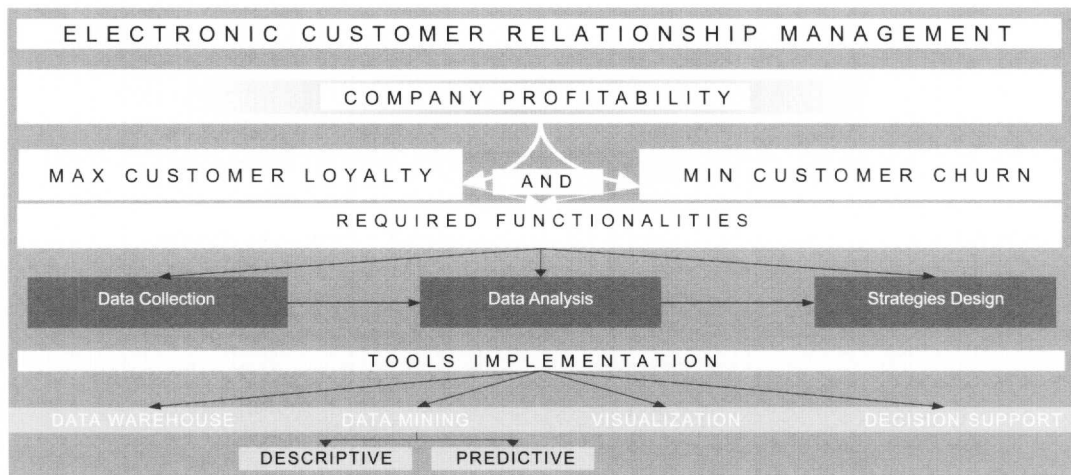 ELECTRONIC CUSTOMER RELATIONSHIP MANAGEMENT
COMPANY PROFITABILITY
MAX CUSTOMER LOYALTY
AND
MIN CUSTOMER CHURN
REQUIRED FUNCTIONALITIES
Data Collection
Data Analysis
Strategies Design
TOOLS IMPLEMENTATION
DATA WAREHOUSE
DATA MINING
VISUALIZATION
DECISION SUPPORT
DESCRIPTIVE
PREDICTIVE